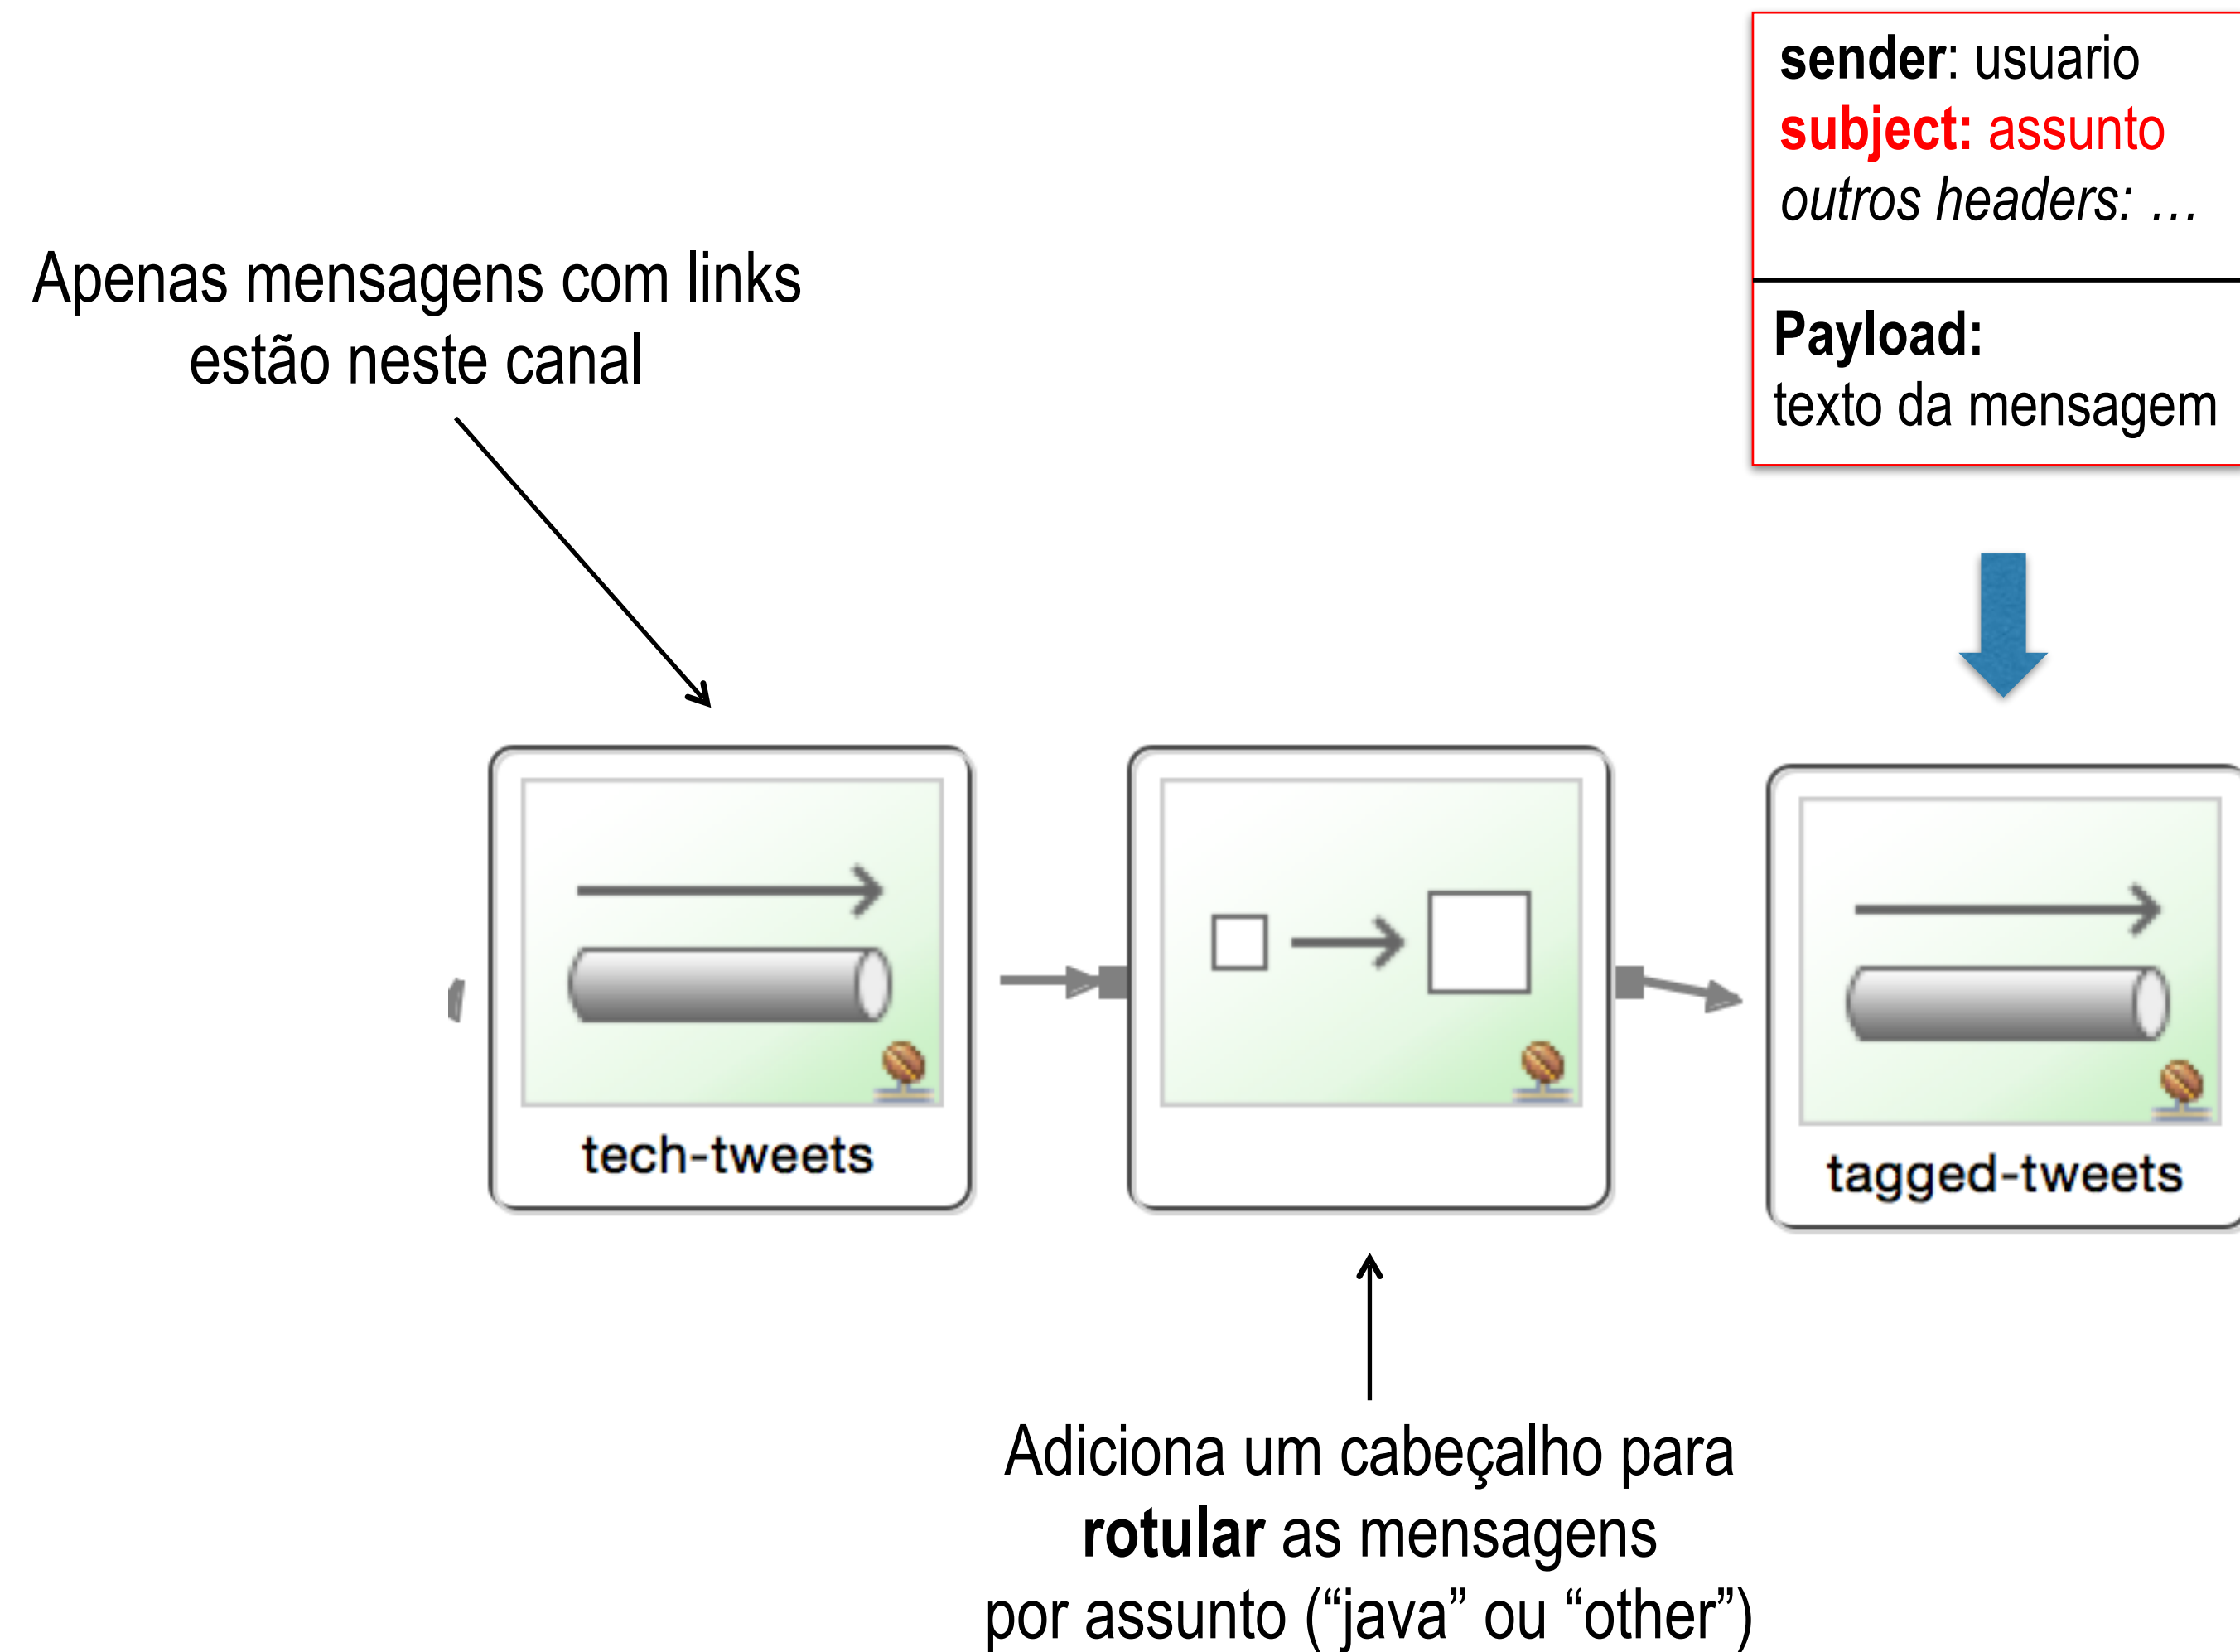 sender: usuario
subject: assunto
outros headers: …
Payload:
texto da mensagem
Apenas mensagens com links
estão neste canal
tech-tweets
tagged-tweets
Adiciona um cabeçalho para
rotular as mensagens
por assunto (“java” ou “other”)